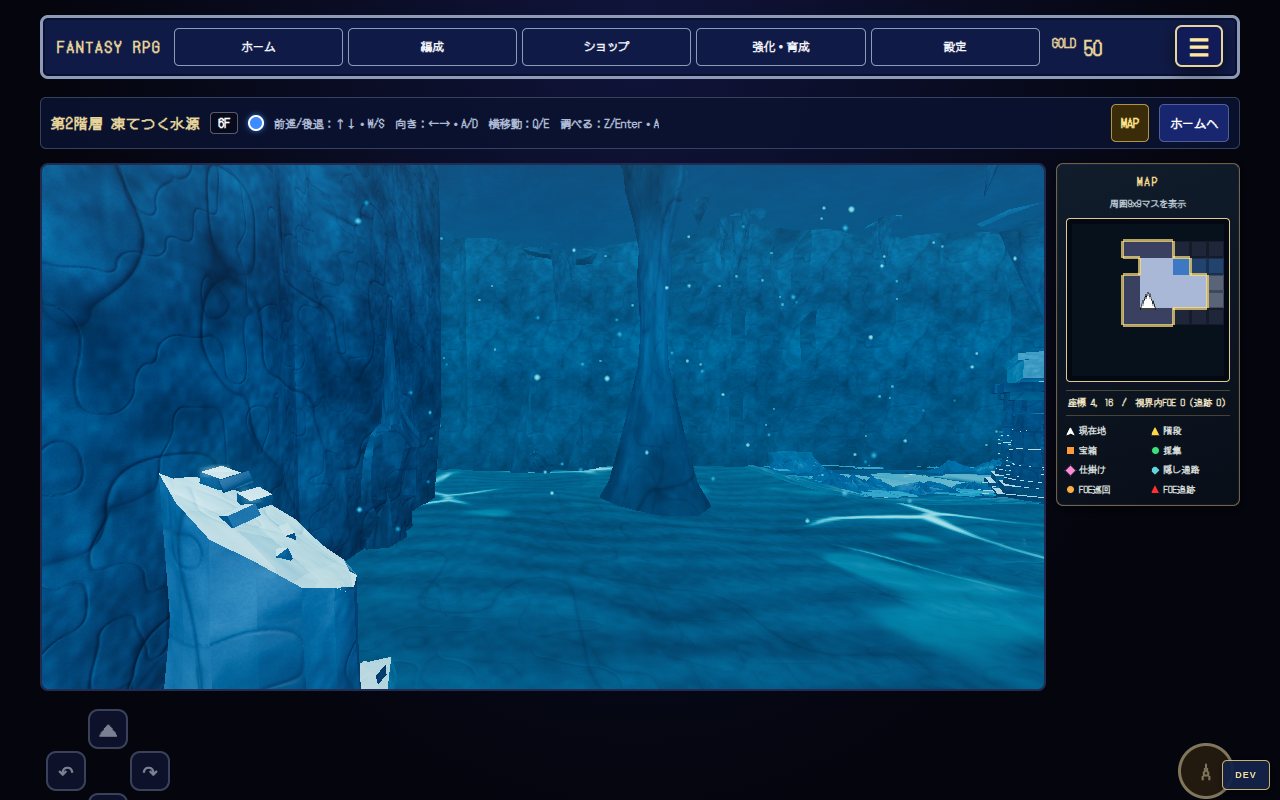 FANTASY RPG
ホーム
編成
ショップ
強化・育成
設定
GOLD 50
第2階層 凍てつく水源
6F
前進/後退：↑↓・W/S 向き：←→・A/D 横移動：Q/E 調べる：Z/Enter・A
MAP
ホームへ
MAP
周囲9x9マスを表示
座標 4, 16 / 視界内FOE 0 (追跡 0)
現在地
階段
宝箱
採集
仕掛け
隠し通路
FOE巡回
FOE追跡
A
DEV